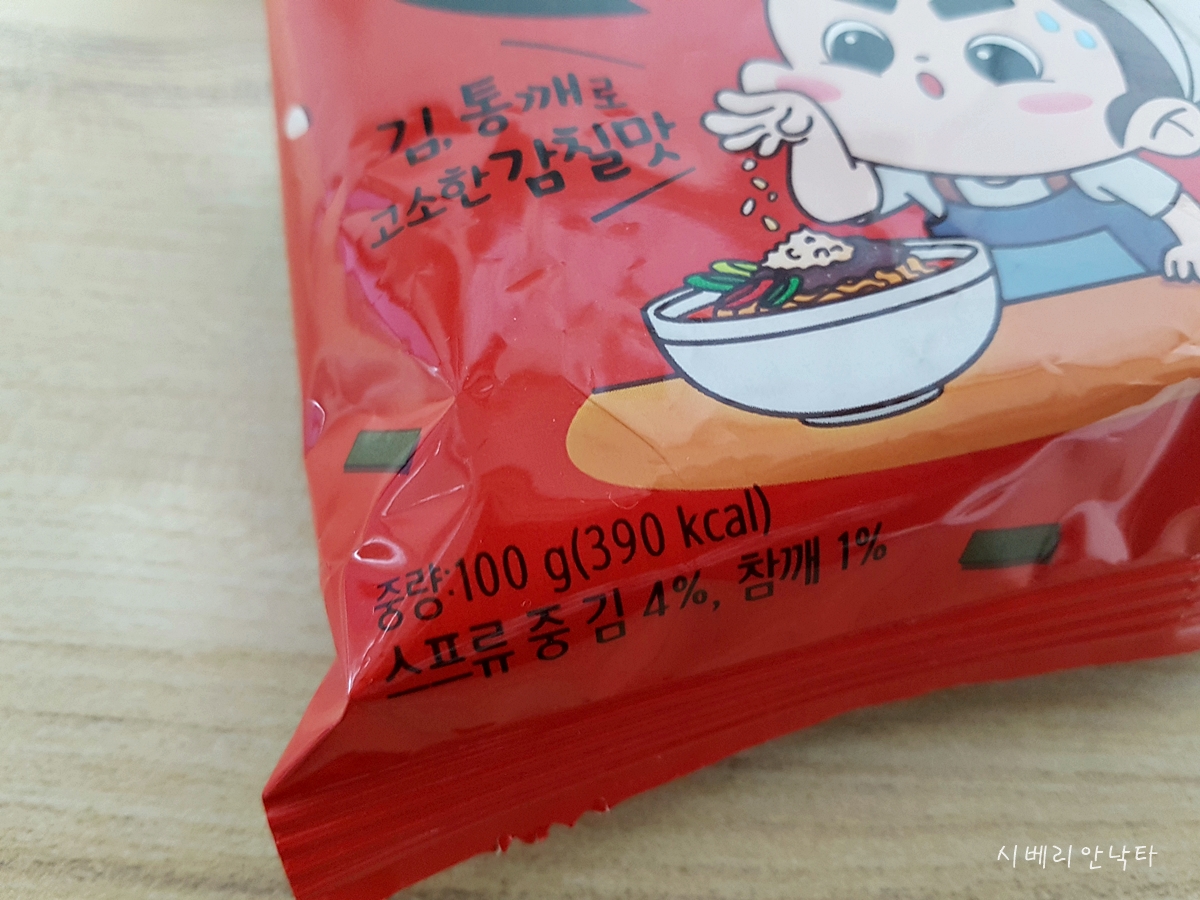 김, 통깨로
고소한 감칠맛
중량:100 g(390 kcal)
스프류 중 김 4%, 참깨 1%
시베리안낙타